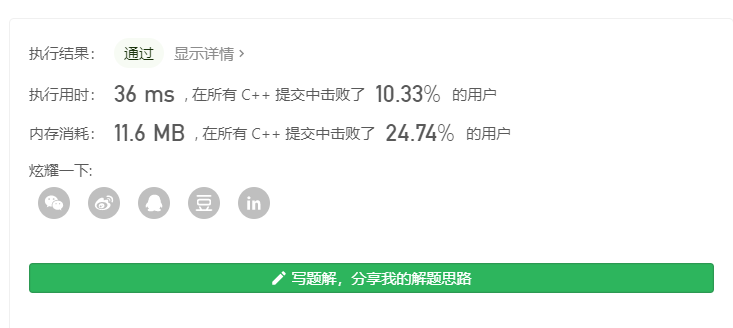 执行结果： 通过 显示详情 >
执行用时： 36 ms , 在所有 C++ 提交中击败了 10.33% 的用户
内存消耗： 11.6 MB , 在所有 C++ 提交中击败了 24.74% 的用户
炫耀一下:
豆 in
写题解，分享我的解题思路